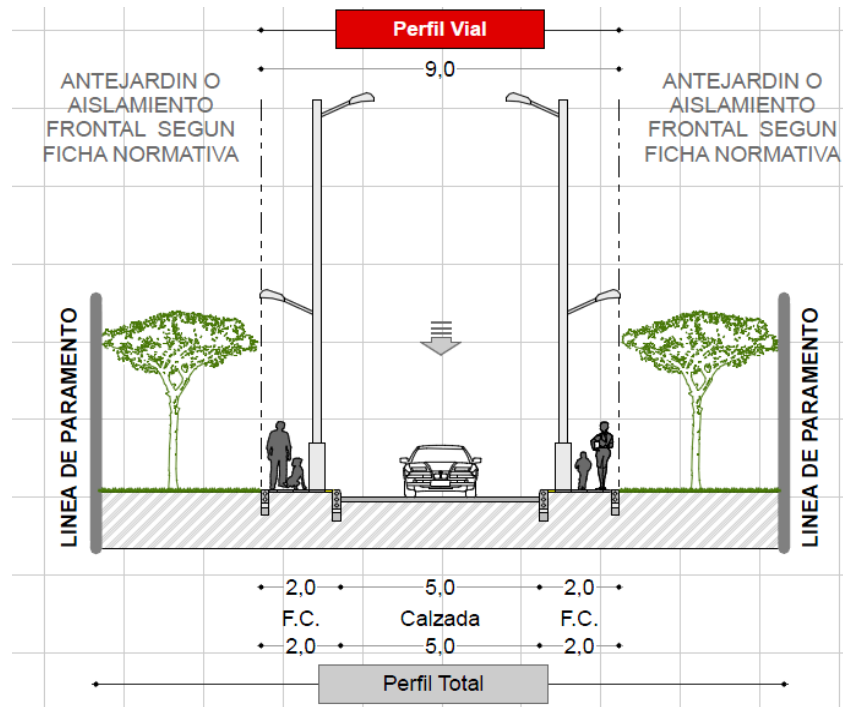 Perfil Vial
9,0
ANTEJARDIN O
AISLAMIENTO
FRONTAL SEGUN
FICHA NORMATIVA
ANTEJARDIN O
AISLAMIENTO
FRONTAL SEGUN
FICHA NORMATIVA
LINEA DE PARAMENTO
LINEA DE PARAMENTO
2,0 5,0 2,0
F.C. Calzada F.C.
2,0 5,0 2,0
Perfil Total